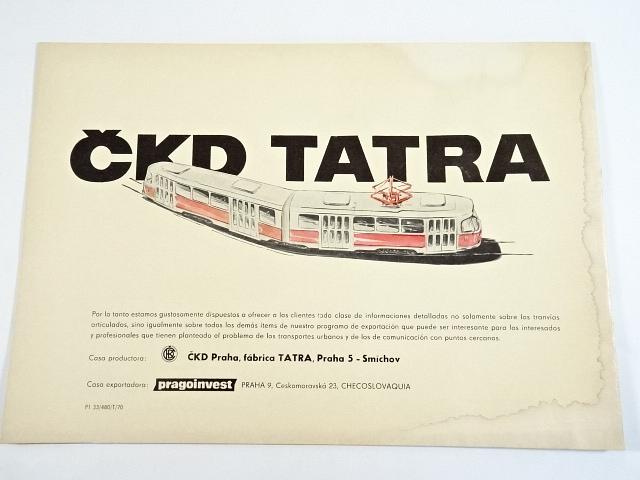 ČKD TATRA
Por lo tanto estamos gustosamente dispuestos a ofrecer a los clientes toda clase de informaciones detalladas no solamente sobre los tranvías
articulados, sino igualmente sobre todos los demás items de nuestro programa de exportación que puede ser interesante para los interesados
y profesionales que tienen planteado el problema de los transportes urbanos y de los de comunicación con puntos cercanos.
Casa productora: ČKD Praha, fábrica TATRA, Praha 5 - Smíchov
Casa exportadora: pragoinvest PRAHA 9, Ceskomoravská 23, CHECOSLOVAQUIA
PI 33/480/T/70